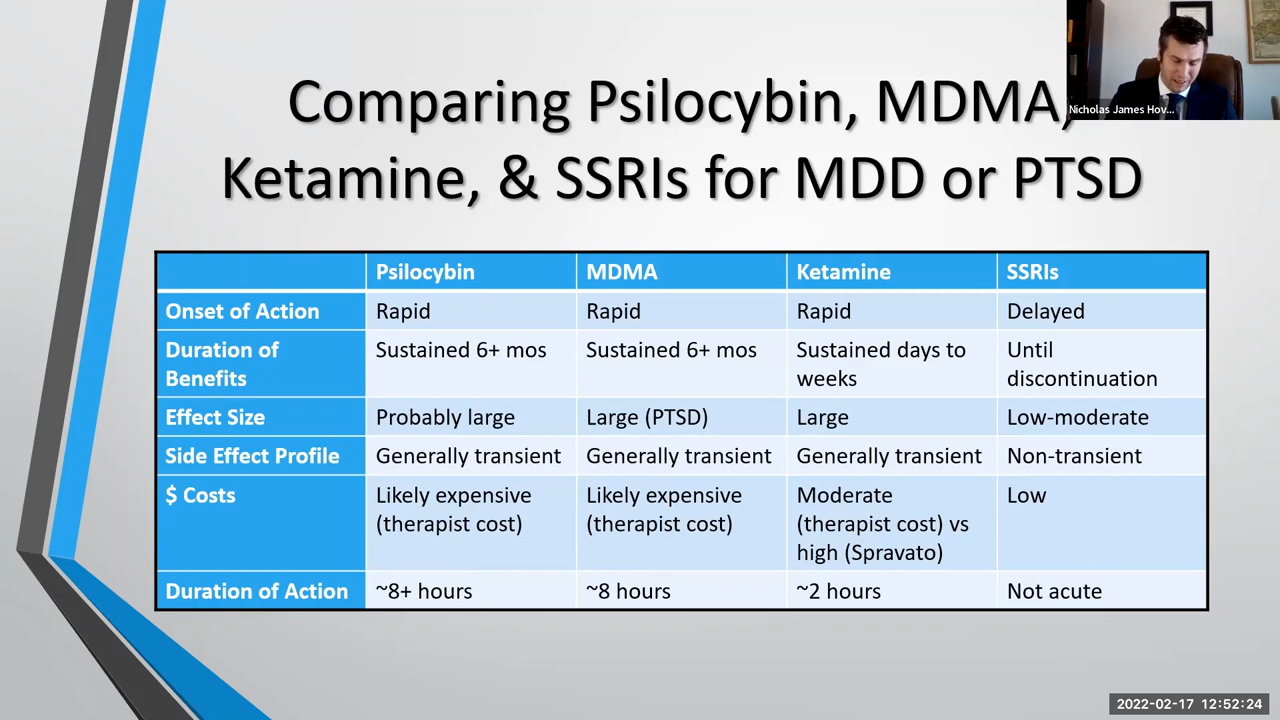 Comparing Psilocybin, MDMA,
Ketamine, & SSRIs for MDD or PTSD
Nicholas James Hov...
Psilocybin MDMA Ketamine SSRIs
Onset of Action Rapid Rapid Rapid Delayed
Duration of Benefits Sustained 6+ mos Sustained 6+ mos Sustained days to weeks Until discontinuation
Effect Size Probably large Large (PTSD) Large Low-moderate
Side Effect Profile Generally transient Generally transient Generally transient Non-transient
$ Costs Likely expensive (therapist cost) Likely expensive (therapist cost) Moderate (therapist cost) vs high (Spravato) Low
Duration of Action ~8+ hours ~8 hours ~2 hours Not acute
2022-02-17 12:52:24